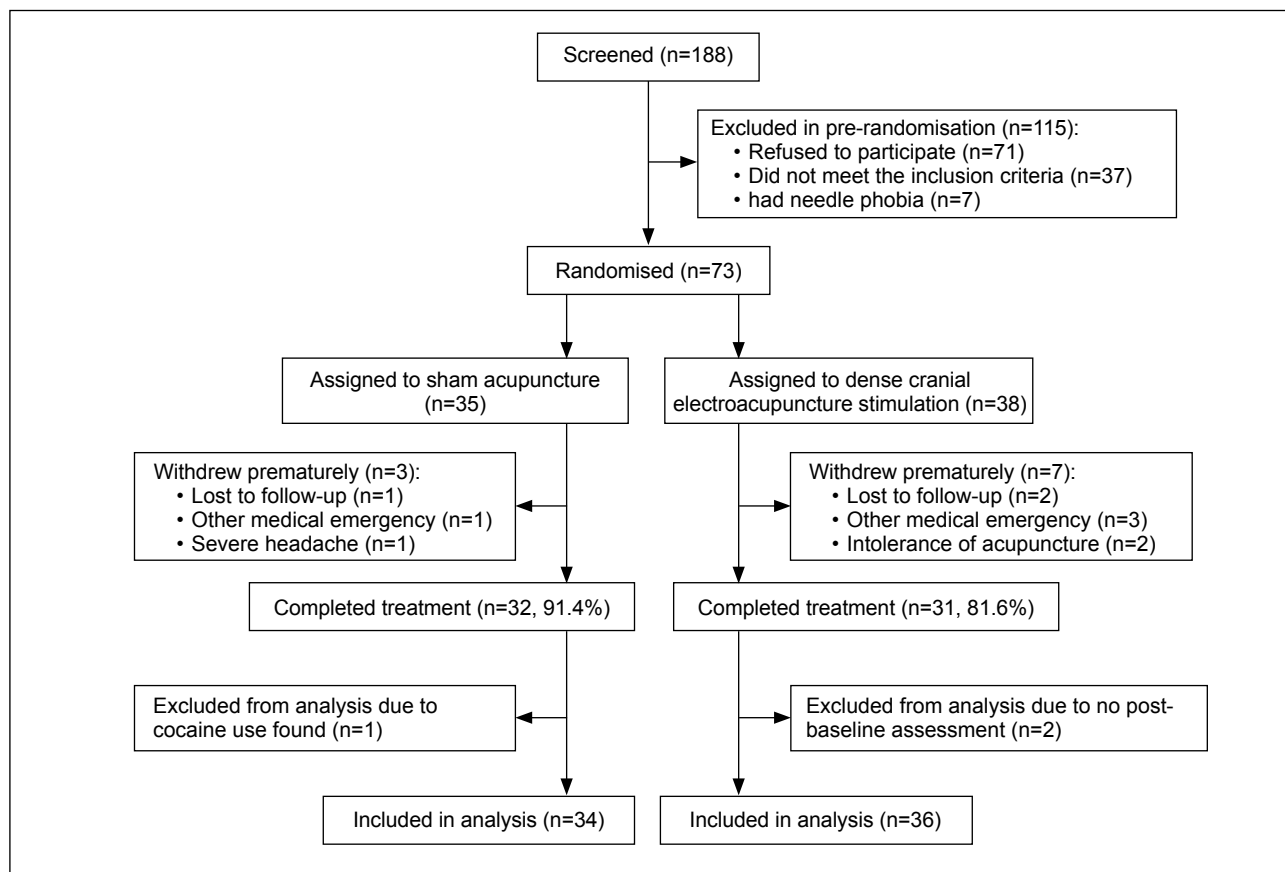 Screened (n=188)
Excluded in pre-randomisation (n=115):
• Refused to participate (n=71)
• Did not meet the inclusion criteria (n=37)
• had needle phobia (n=7)
Randomised (n=73)
Assigned to sham acupuncture
(n=35)
Assigned to dense cranial
electroacupuncture stimulation (n=38)
Withdrew prematurely (n=3):
• Lost to follow-up (n=1)
• Other medical emergency (n=1)
• Severe headache (n=1)
Withdrew prematurely (n=7):
• Lost to follow-up (n=2)
• Other medical emergency (n=3)
• Intolerance of acupuncture (n=2)
Completed treatment (n=32, 91.4%)
Completed treatment (n=31, 81.6%)
Excluded from analysis due to
cocaine use found (n=1)
Excluded from analysis due to no post-
baseline assessment (n=2)
Included in analysis (n=34)
Included in analysis (n=36)